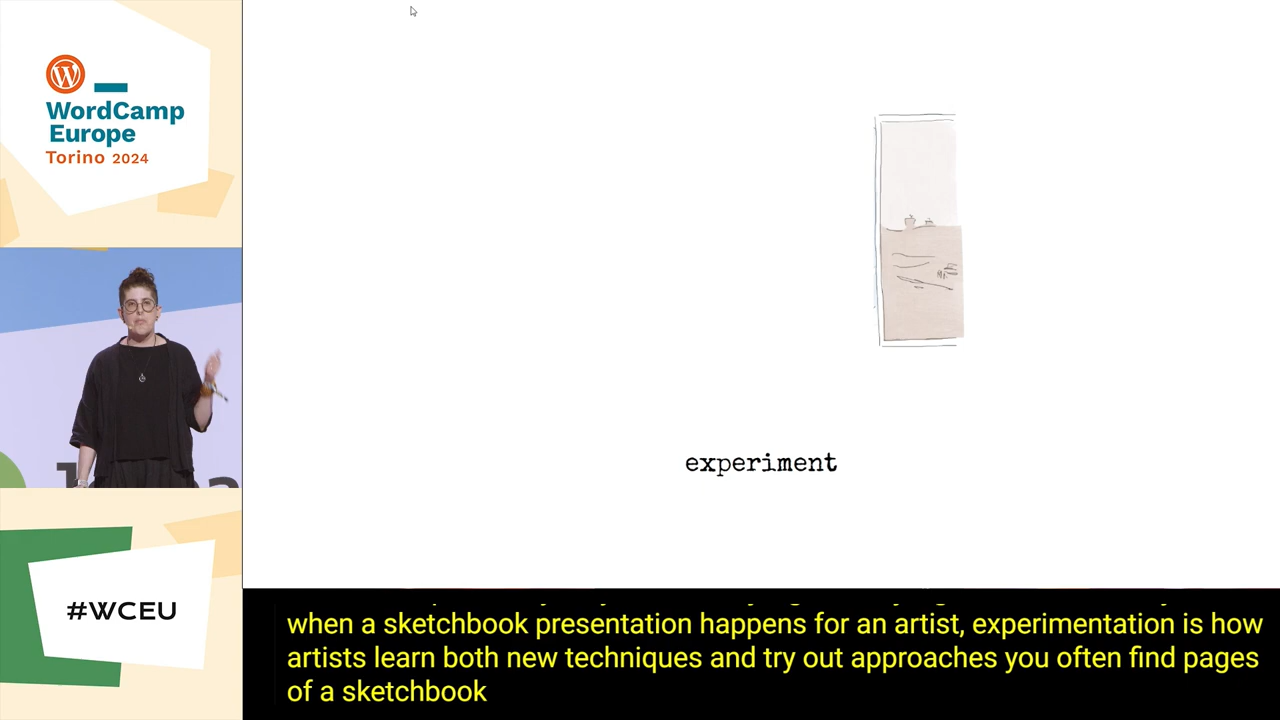 WordCamp
Europe
Torino 2024
#WCEU
experiment
when a sketchbook presentation happens for an artist, experimentation is how
artists learn both new techniques and try out approaches you often find pages
of a sketchbook